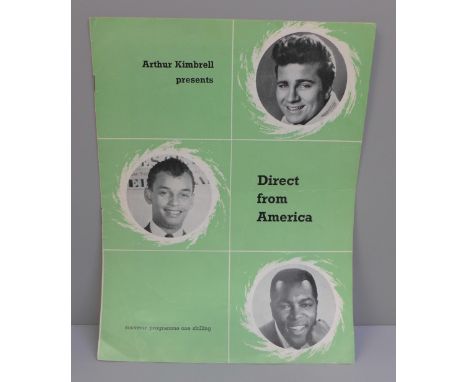 Arthur Kimbrell
presents
Direct
from
America
souvenir programme one shilling